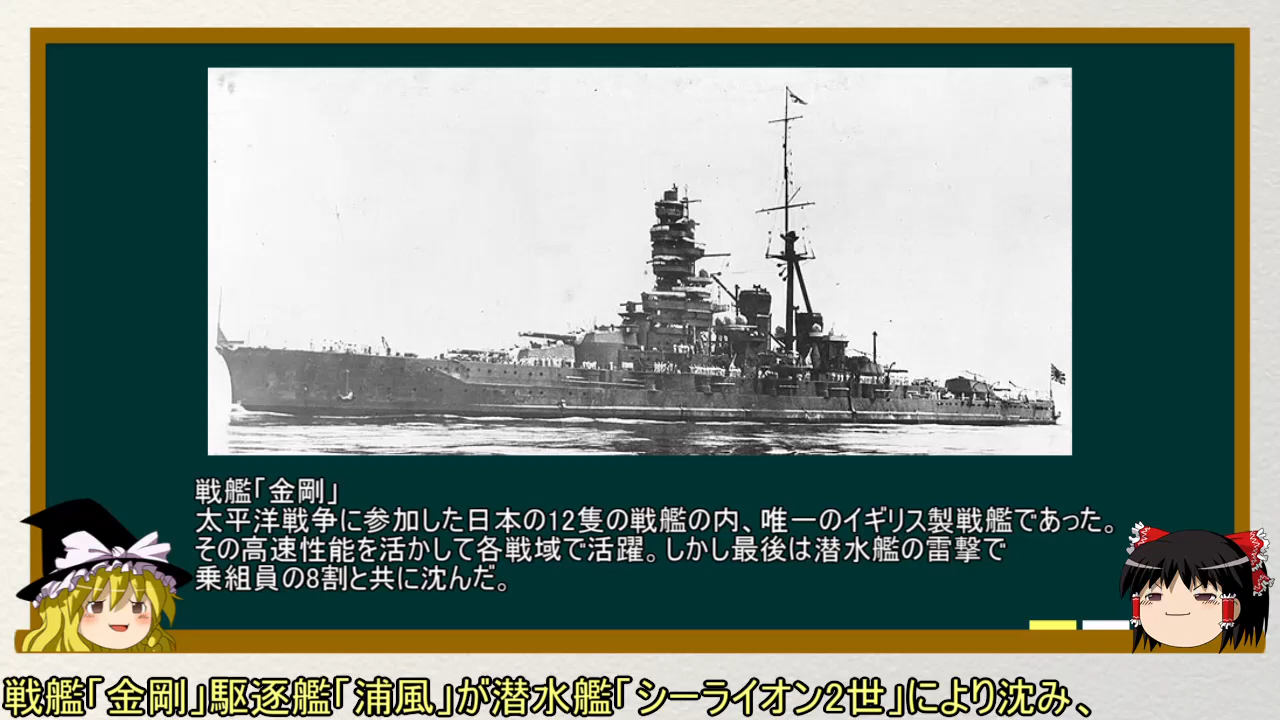 戦艦｢金剛｣
太平洋戦争に参加した日本の12隻の戦艦の内、唯一のイギリス製戦艦であった。
その高速性能を活かして各戦域で活躍。しかし最後は潜水艦の雷撃で
乗組員の8割と共に沈んだ。
戦艦｢金剛｣駆逐艦｢浦風｣が潜水艦｢シーライオン2世｣により沈み、